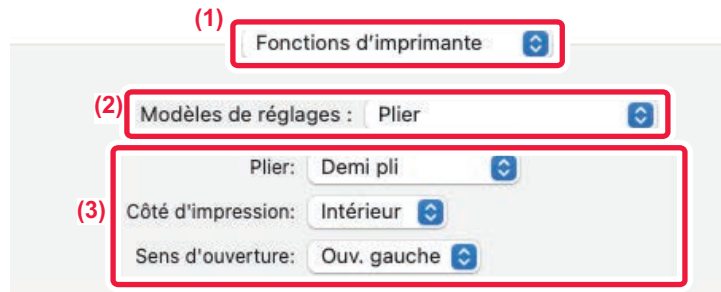 (1)
Fonctions d'imprimante
(2) Modèles de réglages : Plier
Plier: Demi pli
(3) Côté d'impression: Intérieur
Sens d'ouverture: Ouv. gauche